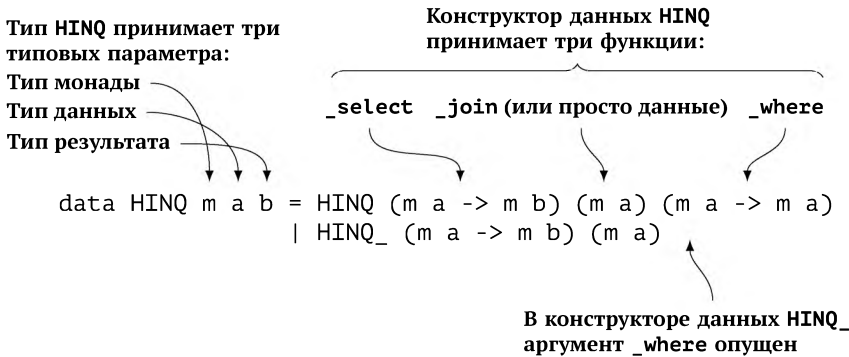 Тип HINQ принимает три
типовых параметра:
Тип монады
Тип данных
Тип результата
Конструктор данных HINQ
принимает три функции:
_select _join (или просто данные) _where
data HINQ m a b = HINQ (m a -> m b) (m a) (m a -> m a)
| HINQ_ (m a -> m b) (m a)
В конструкторе данных HINQ_
аргумент _where опущен